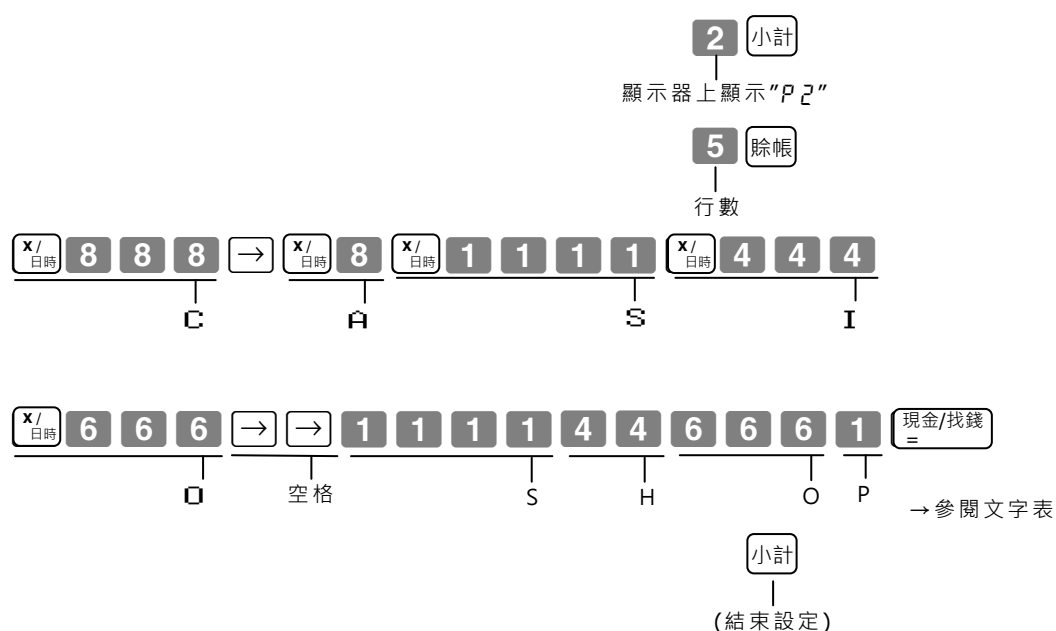 2 小計
顯示器上顯示"P2"
5 賒帳
行數
x/日時 8 8 8 → x/日時 8 x/日時 1 1 1 1 x/日時 4 4 4
C A S I
x/日時 6 6 6 → → 1 1 1 1 4 4 6 6 6 1 現金/找錢 =
O 空格 S H O P
→參閱文字表
小計
(結束設定)